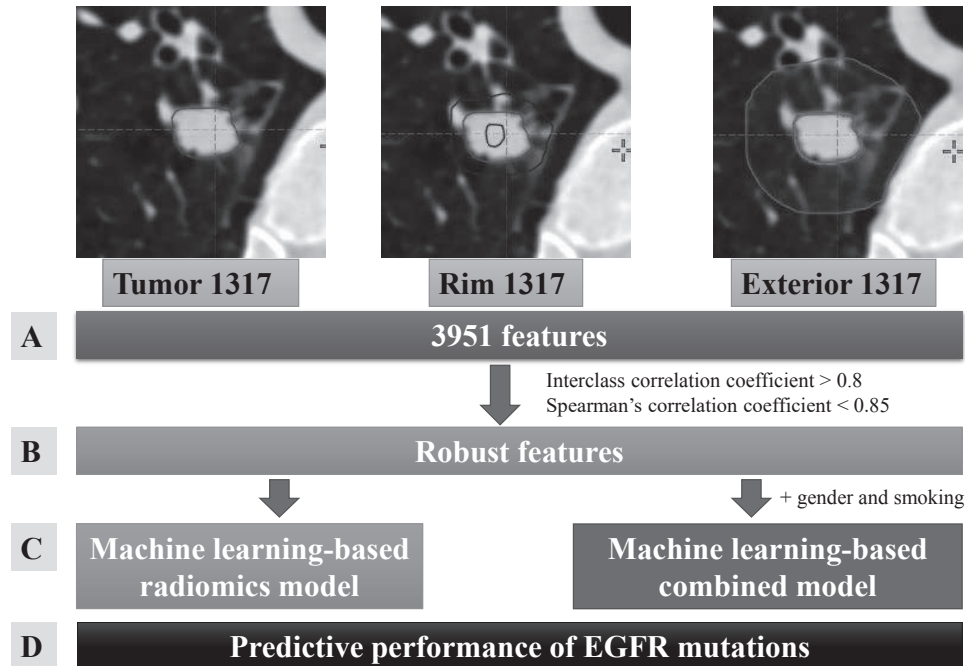 Tumor 1317
Rim 1317
Exterior 1317
A
3951 features
Interclass correlation coefficient > 0.8
Spearman's correlation coefficient < 0.85
B
Robust features
+ gender and smoking
C
Machine learning-based
radiomics model
Machine learning-based
combined model
D
Predictive performance of EGFR mutations